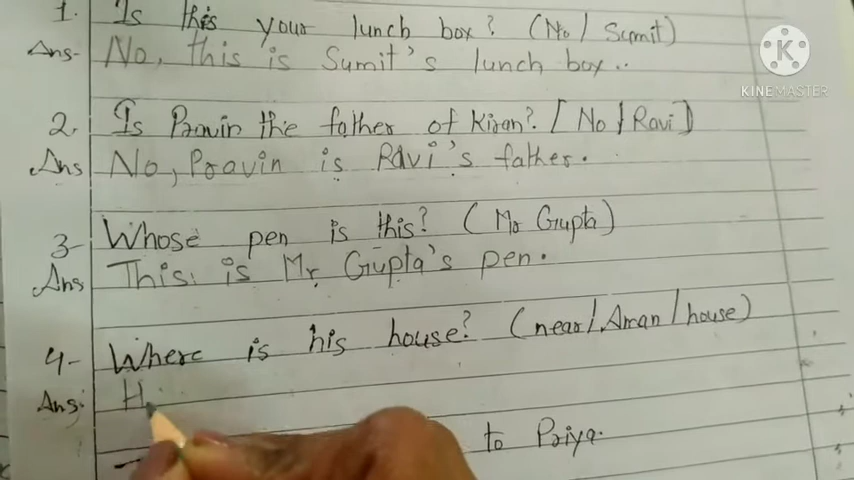 1. Is this your lunch box? (No / Sumit)
Ans- No, this is Sumit's lunch box..
2. Is Pravin the father of Kiran? [ No / Ravi ]
Ans No, Pravin is Ravi's father.
3- Whose pen is this? ( Mr Gupta )
Ans This is Mr. Gupta's pen.
4- Where is his house? (near / Aman / house)
Ans. H
to Priya.
KINEMASTER